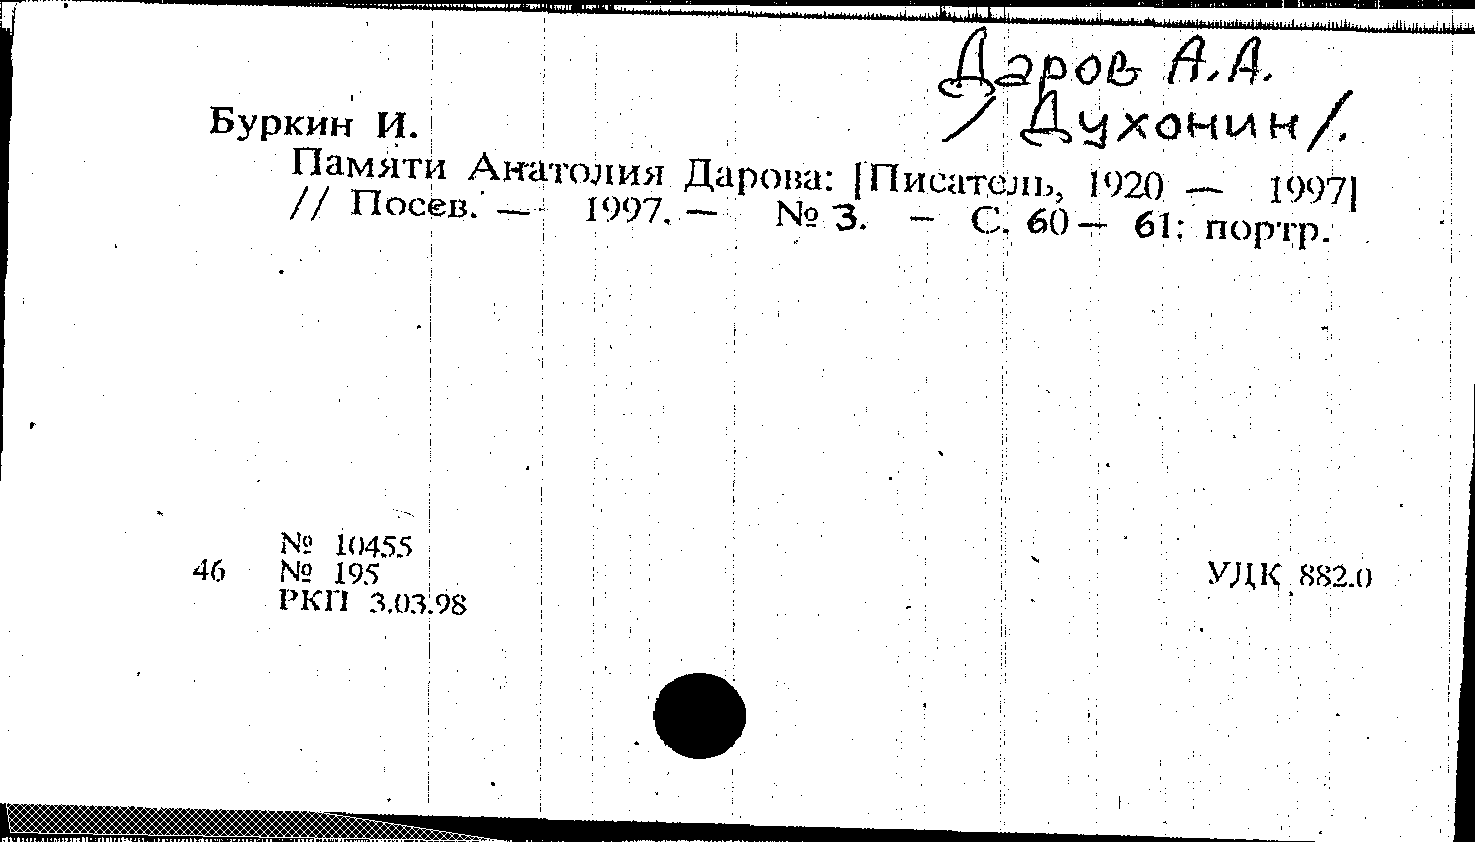 Даров А.А.
/Духонин/.
Буркин И.
Памяти Анатолия Дарова: [Писатель, 1920 — 1997]
// Посев. — 1997. — № 3. — С. 60 — 61: портр.
№ 10455
46 № 195
РКП 3.03.98
УДК 882.0